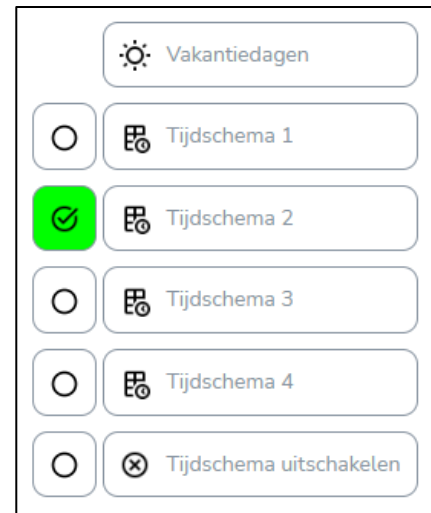 Vakantiedagen
Tijdschema 1
Tijdschema 2
Tijdschema 3
Tijdschema 4
Tijdschema uitschakelen